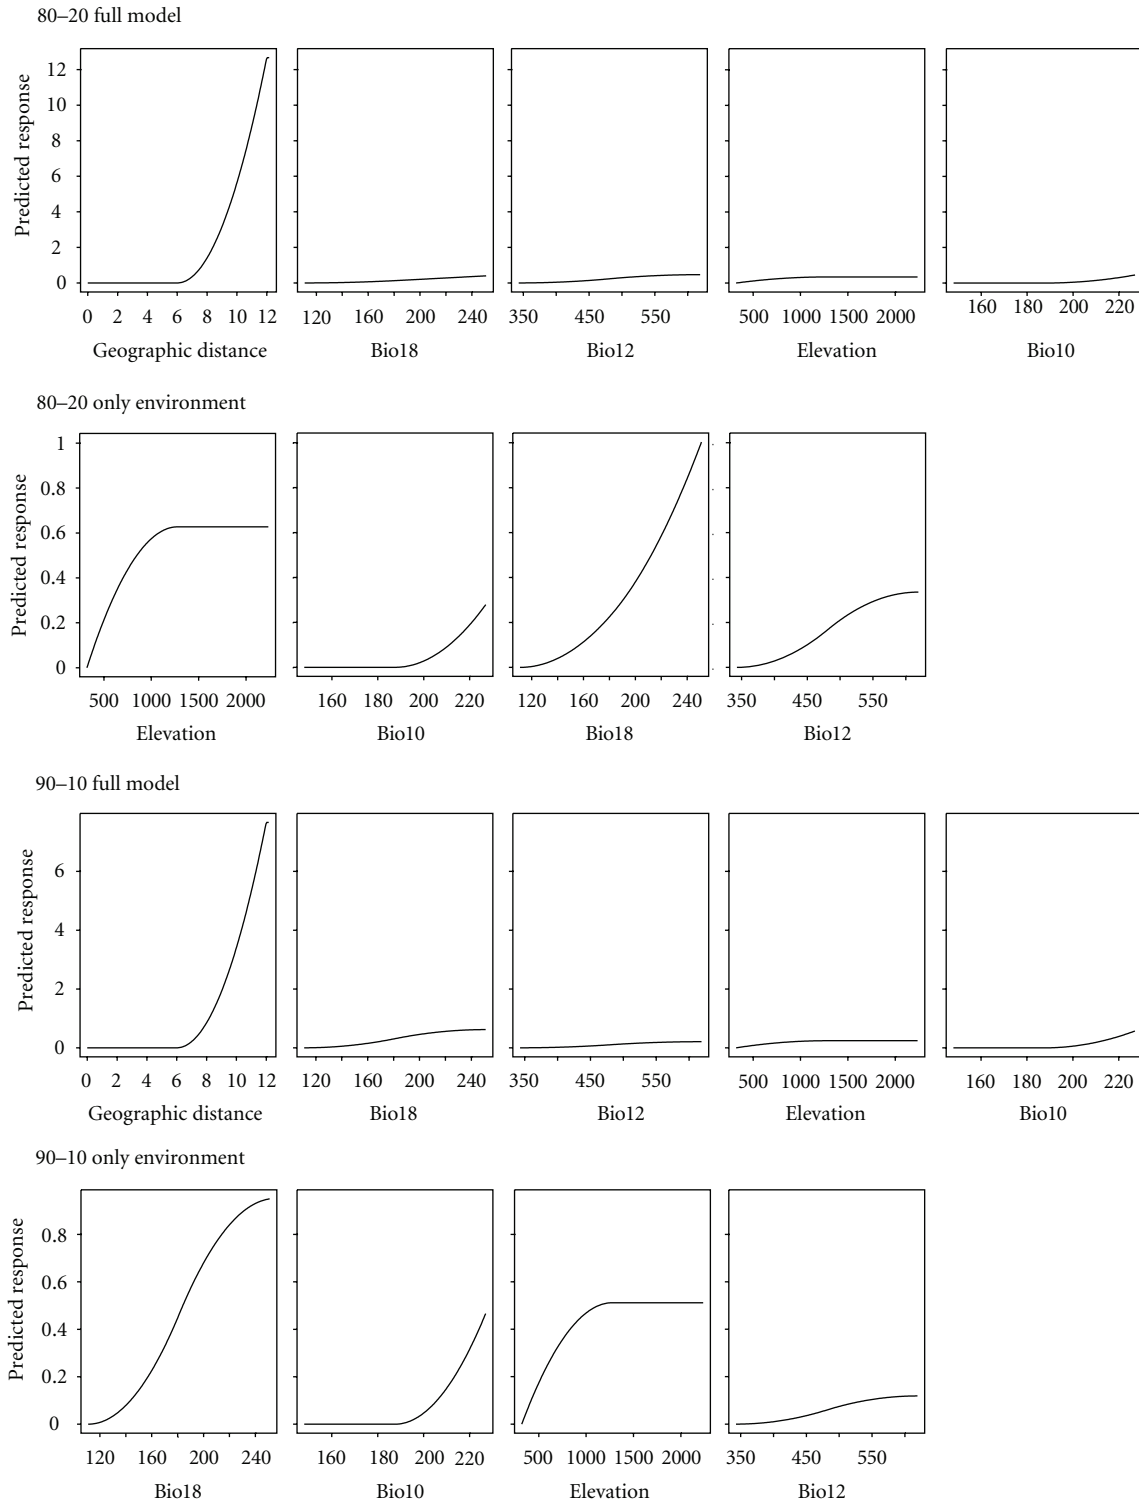 80–20 full model
Predicted response
12
10
8
6
4
2
0
0 2 4 6 8 10 12
120 160 200 240
350 450 550
500 1000 1500 2000
160 180 200 220
Geographic distance
Bio18
Bio12
Elevation
Bio10
80–20 only environment
Predicted response
1
0.8
0.6
0.4
0.2
0
500 1000 1500 2000
160 180 200 220
120 160 200 240
350 450 550
Elevation
Bio10
Bio18
Bio12
90–10 full model
Predicted response
6
4
2
0
0 2 4 6 8 10 12
120 160 200 240
350 450 550
500 1000 1500 2000
160 180 200 220
Geographic distance
Bio18
Bio12
Elevation
Bio10
90–10 only environment
Predicted response
0.8
0.6
0.4
0.2
0
120 160 200 240
160 180 200 220
500 1000 1500 2000
350 450 550
Bio18
Bio10
Elevation
Bio12